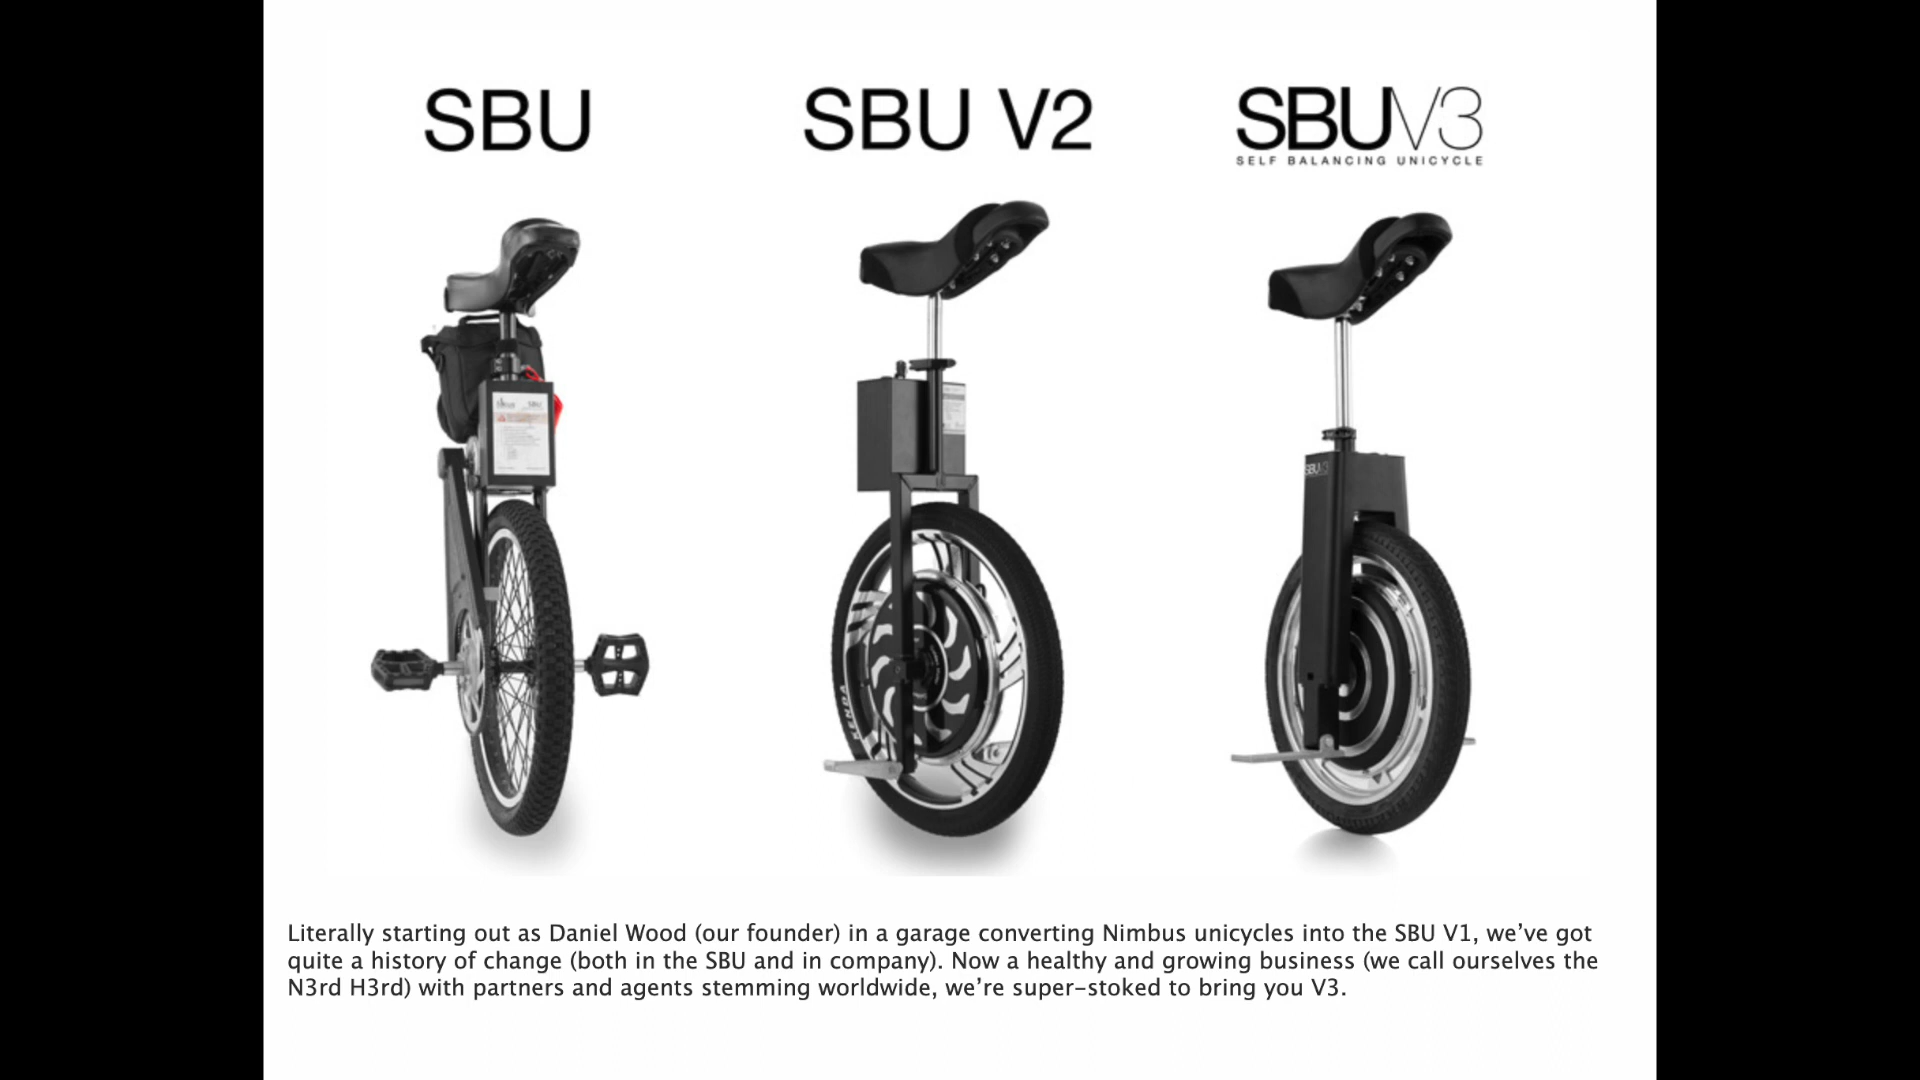 SBU
SBU V2
SBUV3
SELF BALANCING UNICYCLE
SBU
SBUV3
KENDA
Literally starting out as Daniel Wood (our founder) in a garage converting Nimbus unicycles into the SBU V1, we’ve got
quite a history of change (both in the SBU and in company). Now a healthy and growing business (we call ourselves the
N3rd H3rd) with partners and agents stemming worldwide, we’re super-stoked to bring you V3.